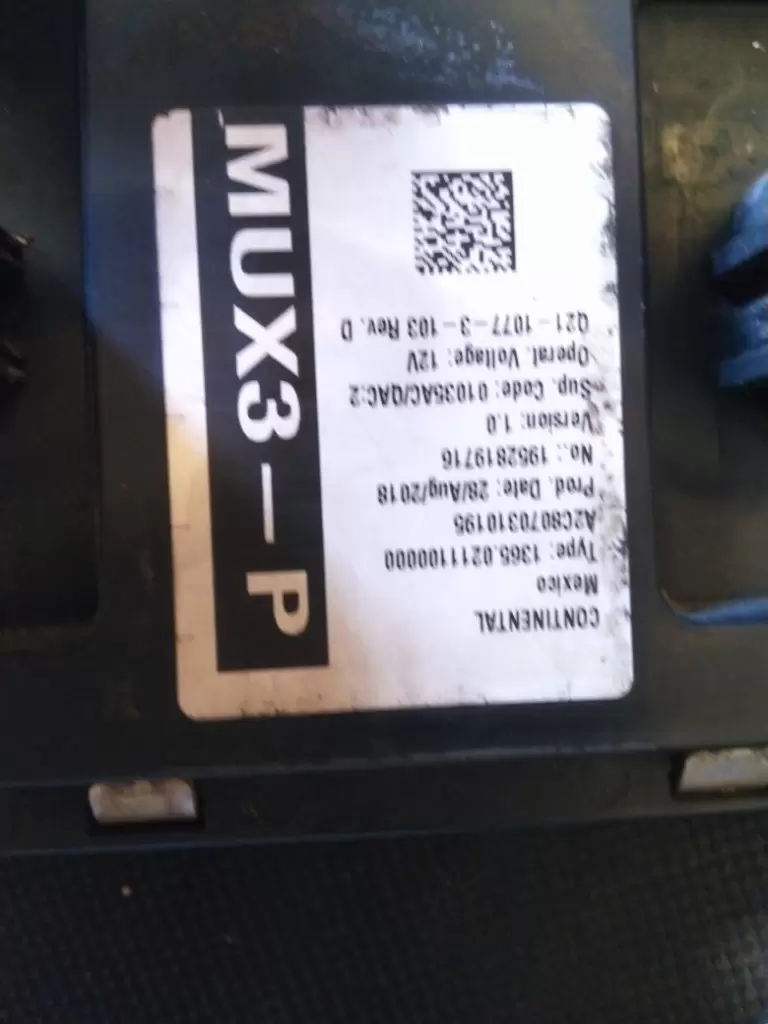 MUX3-P
CONTINENTAL
Mexico
Type: 1365.0211100000
A2C8070310195
Prod. Date: 28/Aug/2018
No.: 1952819716
Version: 1.0
Sup. Code: 01035AC/QAC:2
Operat. Voltage: 12V
Q21-1077-3-103 Rev. D